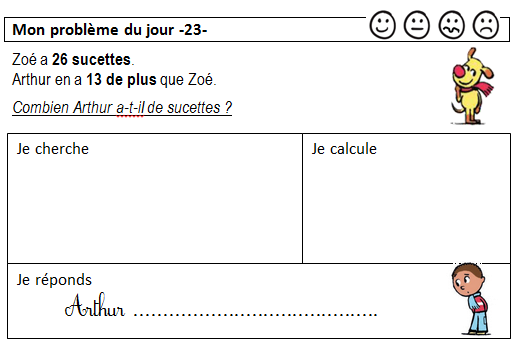 Mon problème du jour -23-
Zoé a 26 sucettes.
Arthur en a 13 de plus que Zoé.
Combien Arthur a-t-il de sucettes ?
Je cherche
Je calcule
Je réponds
Arthur ..........................................